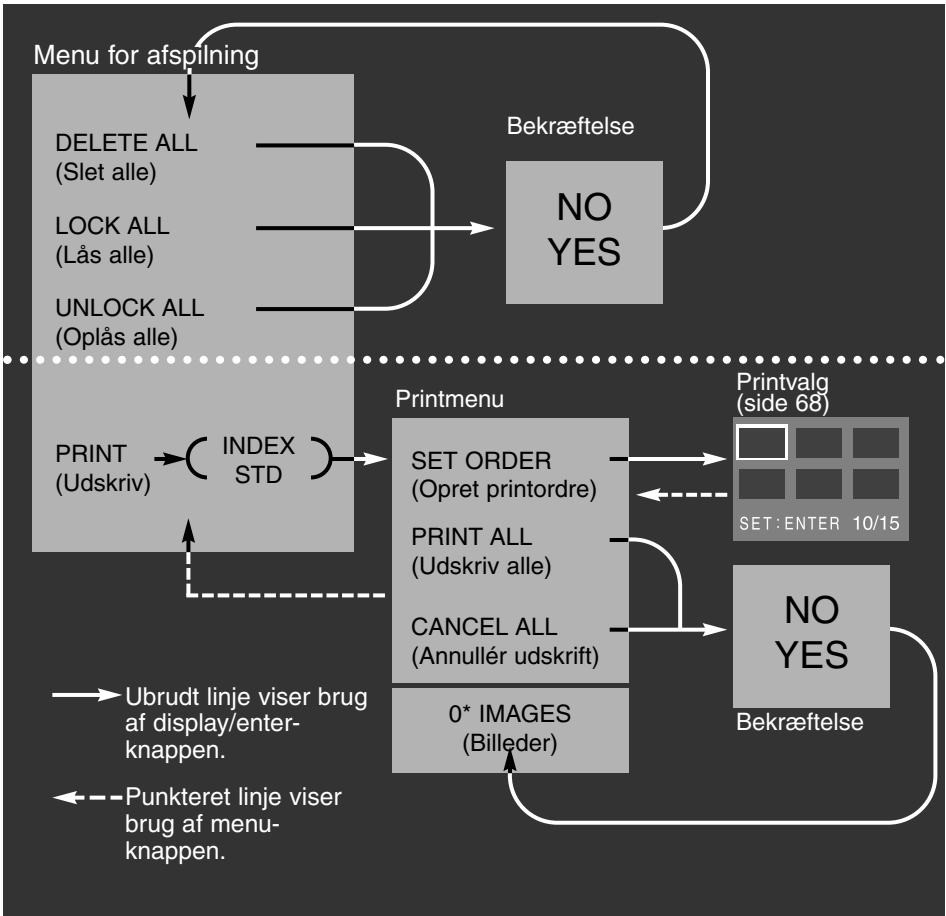 Menu for afspilning
DELETE ALL
(Slet alle)
LOCK ALL
(Lås alle)
UNLOCK ALL
(Oplås alle)
Bekræftelse
NO
YES
PRINT
(Udskriv)
INDEX
STD
Printmenu
SET ORDER
(Opret printordre)
PRINT ALL
(Udskriv alle)
CANCEL ALL
(Annullér udskrift)
0* IMAGES
(Billeder)
Printvalg
(side 68)
SET:ENTER 10/15
NO
YES
Bekræftelse
Ubrudt linje viser brug
af display/enter-
knappen.
Punkteret linje viser
brug af menu-
knappen.